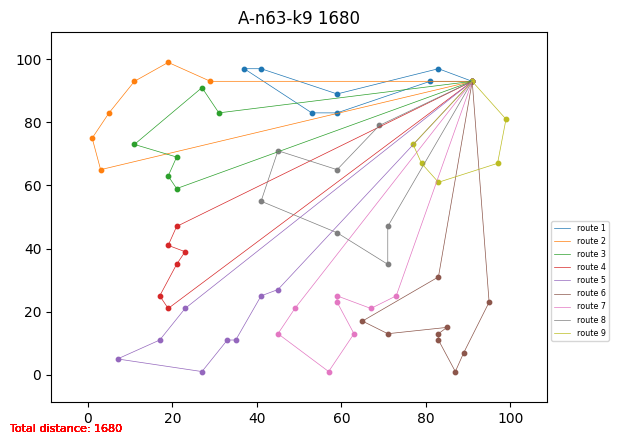 A-n63-k9 1680
100
80
60
40
20
0
0 20 40 60 80 100
route 1
route 2
route 3
route 4
route 5
route 6
route 7
route 8
route 9
Total distance: 1680